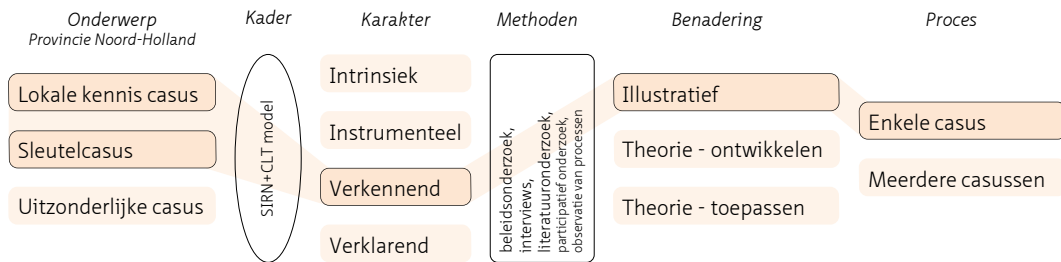 Onderwerp
Provincie Noord-Holland
Lokale kennis casus
Sleutelcasus
Uitzonderlijke casus
Kader
SIRN+CLT model
Karakter
Intrinsiek
Instrumenteel
Verkennend
Verklarend
Methoden
beleidsonderzoek,
interviews,
literatuuronderzoek,
participatief onderzoek,
observatie van processen
Benadering
Illustratief
Theorie - ontwikkelen
Theorie - toepassen
Proces
Enkele casus
Meerdere casussen